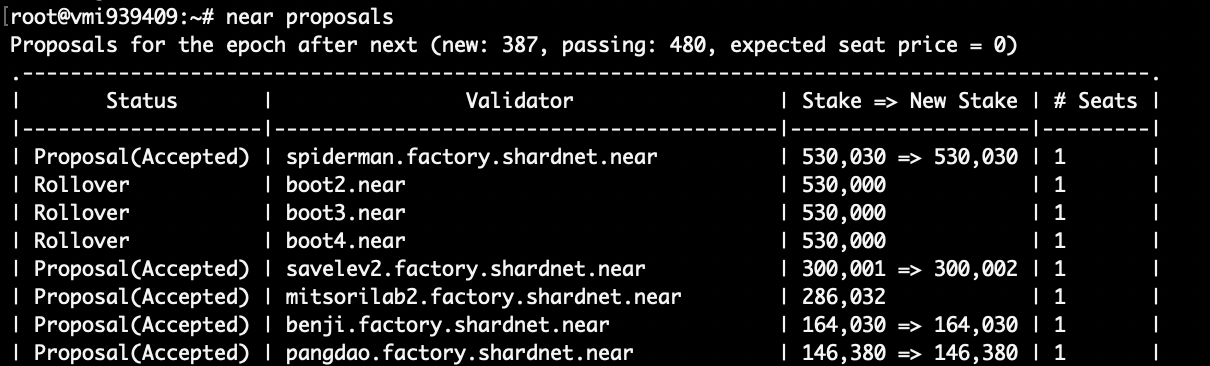 [root@vmi939409:~# near proposals
Proposals for the epoch after next (new: 387, passing: 480, expected seat price = 0)
.-----------------------------------------------------------------------------------------------.
| Status | Validator | Stake => New Stake | # Seats |
|--------------------|------------------------------------------|--------------------|---------|
| Proposal(Accepted) | spiderman.factory.shardnet.near | 530,030 => 530,030 | 1 |
| Rollover | boot2.near | 530,000 | 1 |
| Rollover | boot3.near | 530,000 | 1 |
| Rollover | boot4.near | 530,000 | 1 |
| Proposal(Accepted) | savelev2.factory.shardnet.near | 300,001 => 300,002 | 1 |
| Proposal(Accepted) | mitsorilab2.factory.shardnet.near | 286,032 | 1 |
| Proposal(Accepted) | benji.factory.shardnet.near | 164,030 => 164,030 | 1 |
| Proposal(Accepted) | pangdao.factory.shardnet.near | 146,380 => 146,380 | 1 |